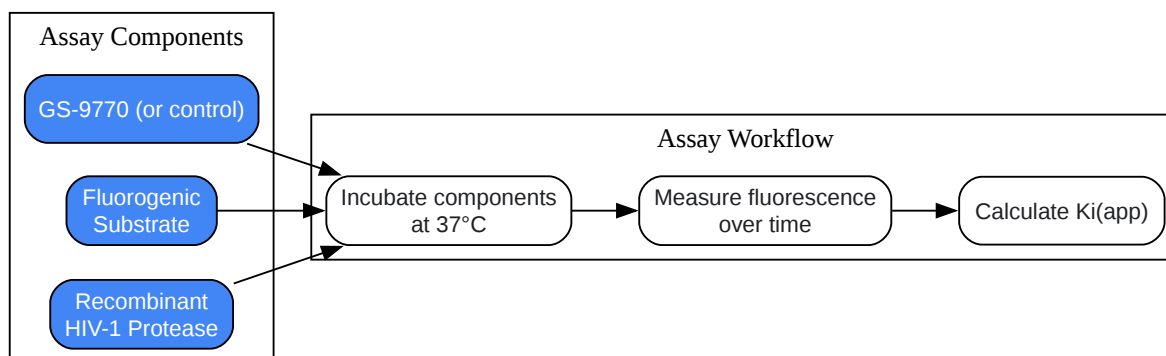 Assay Components
GS-9770 (or control)
Fluorogenic
Substrate
Recombinant
HIV-1 Protease
Assay Workflow
Incubate components
at 37°C
Measure fluorescence
over time
Calculate Ki(app)